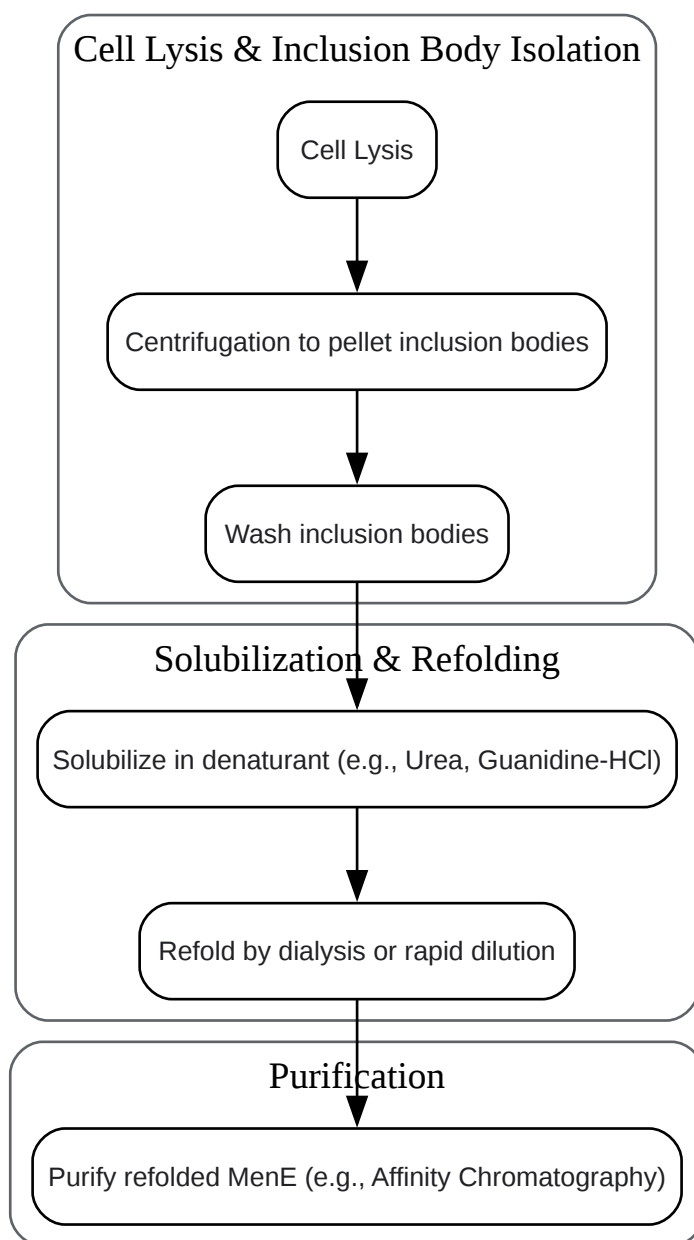 Cell Lysis & Inclusion Body Isolation
Cell Lysis
Centrifugation to pellet inclusion bodies
Wash inclusion bodies
Solubilization & Refolding
Solubilize in denaturant (e.g., Urea, Guanidine-HCl)
Refold by dialysis or rapid dilution
Purification
Purify refolded MenE (e.g., Affinity Chromatography)